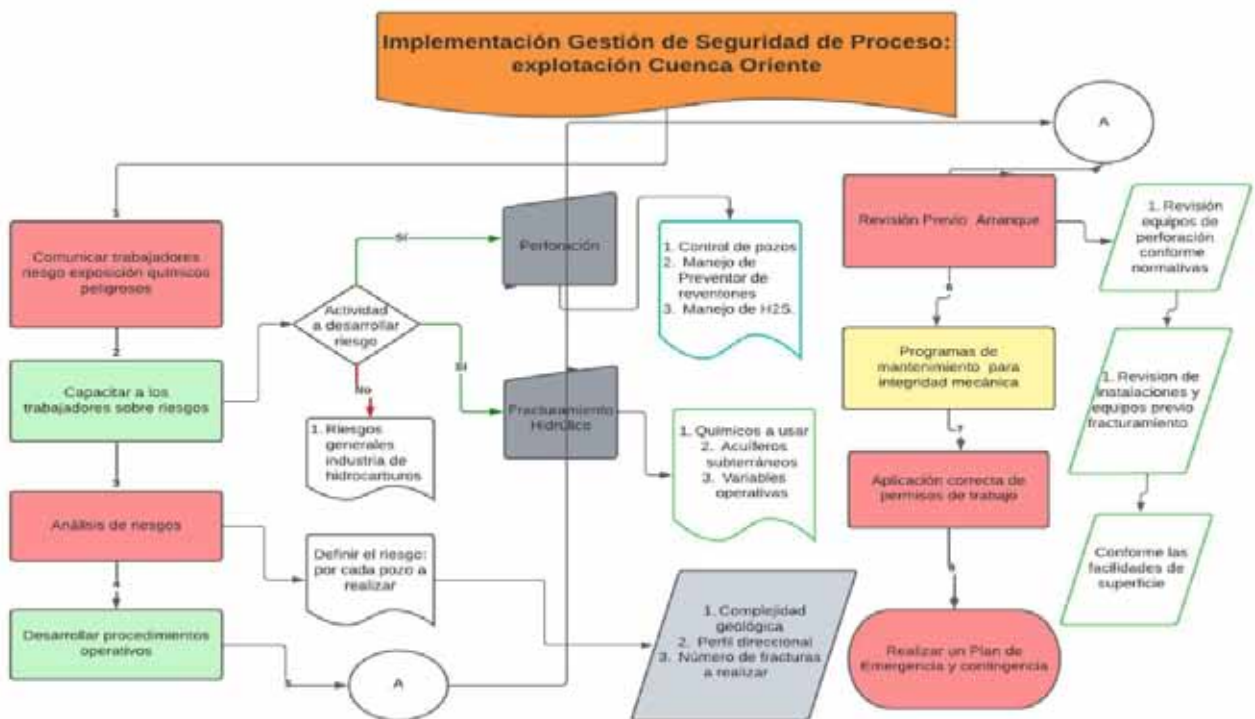 Implementación Gestión de Seguridad de Proceso:
explotación Cuenca Oriente
1
Comunicar trabajadores
riesgo exposición químicos
peligrosos
2
Capacitar a los
trabajadores sobre riesgos
3
Análisis de riesgos
4
Desarrollar procedimientos
operativos
A
Actividad
a desarrollar
riesgo
SI
SI
No
1. Riesgos
generales
industria de
hidrocarburos
Definir el riesgo:
por cada pozo a
realizar
Perforación
Fracturamiento
Hidrúlico
1. Control de pozos
2. Manejo de
Preventor de
reventones
3. Manejo de H2S.
1. Químicos a usar
2. Acuíferos
subterráneos
3. Variables
operativas
1. Complejidad
geológica
2. Perfil direccional
3. Número de fracturas
a realizar
A
Revisión Previo Arranque
6
Programas de
mantenimiento para
integridad mecánica
7
Aplicación correcta de
permisos de trabajo
Realizar un Plan de
Emergencia y contingencia
1. Revisión
equipos de
perforación
conforme
normativas
1. Revision de
instalaciones y
equipos previo
fracturamiento
Conforme las
facilidades de
superficie